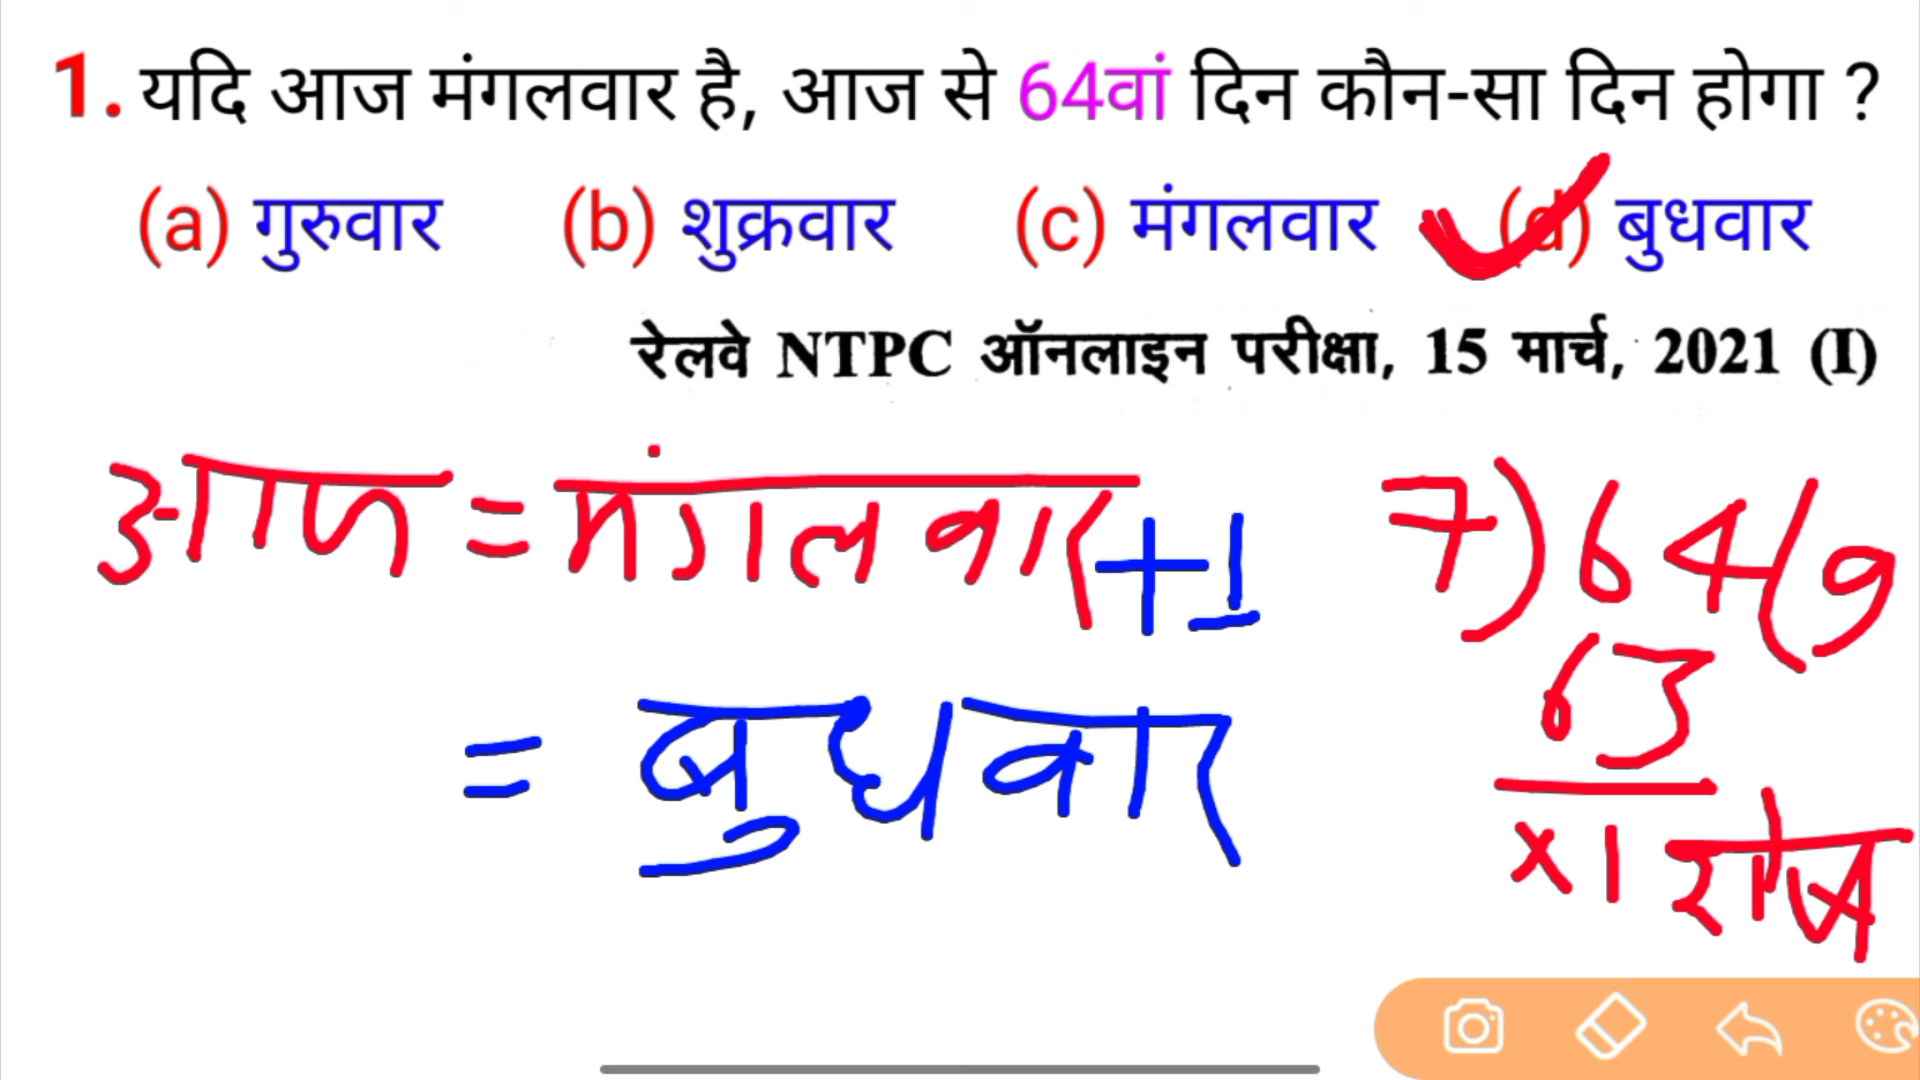 1. यदि आज मंगलवार है, आज से 64वां दिन कौन-सा दिन होगा ?
(a) गुरुवार (b) शुक्रवार (c) मंगलवार (d) बुधवार
रेलवे NTPC ऑनलाइन परीक्षा, 15 मार्च, 2021 (I)
आज = मंगलवार + 1
= बुधवार
7) 64 (9
63
× 1 शेज